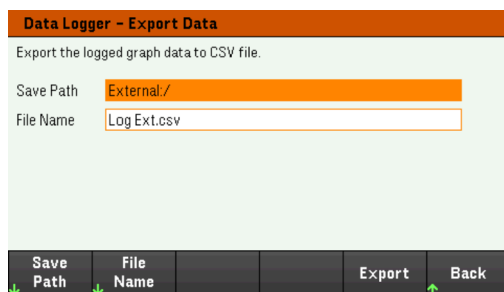 Data Logger - Export Data
Export the logged graph data to CSV file.
Save Path External:/
File Name Log Ext.csv
Save Path
File Name
Export
Back